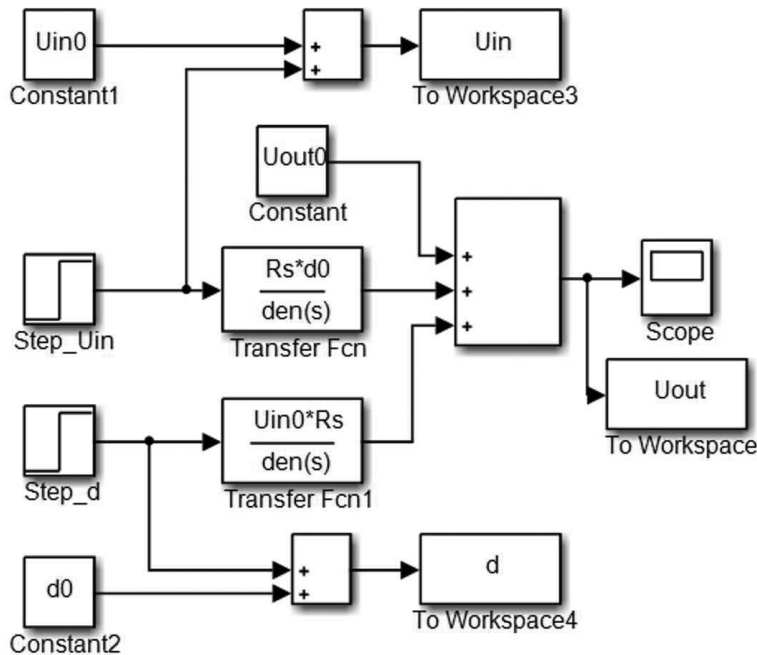 Uin0
+
+
Uin
Constant1
To Workspace3
Uout0
Constant
+
+
+
Rs*d0
den(s)
Step_Uin
Transfer Fcn
Scope
Uout
To Workspace
Uin0*Rs
den(s)
Step_d
Transfer Fcn1
d0
+
+
d
Constant2
To Workspace4